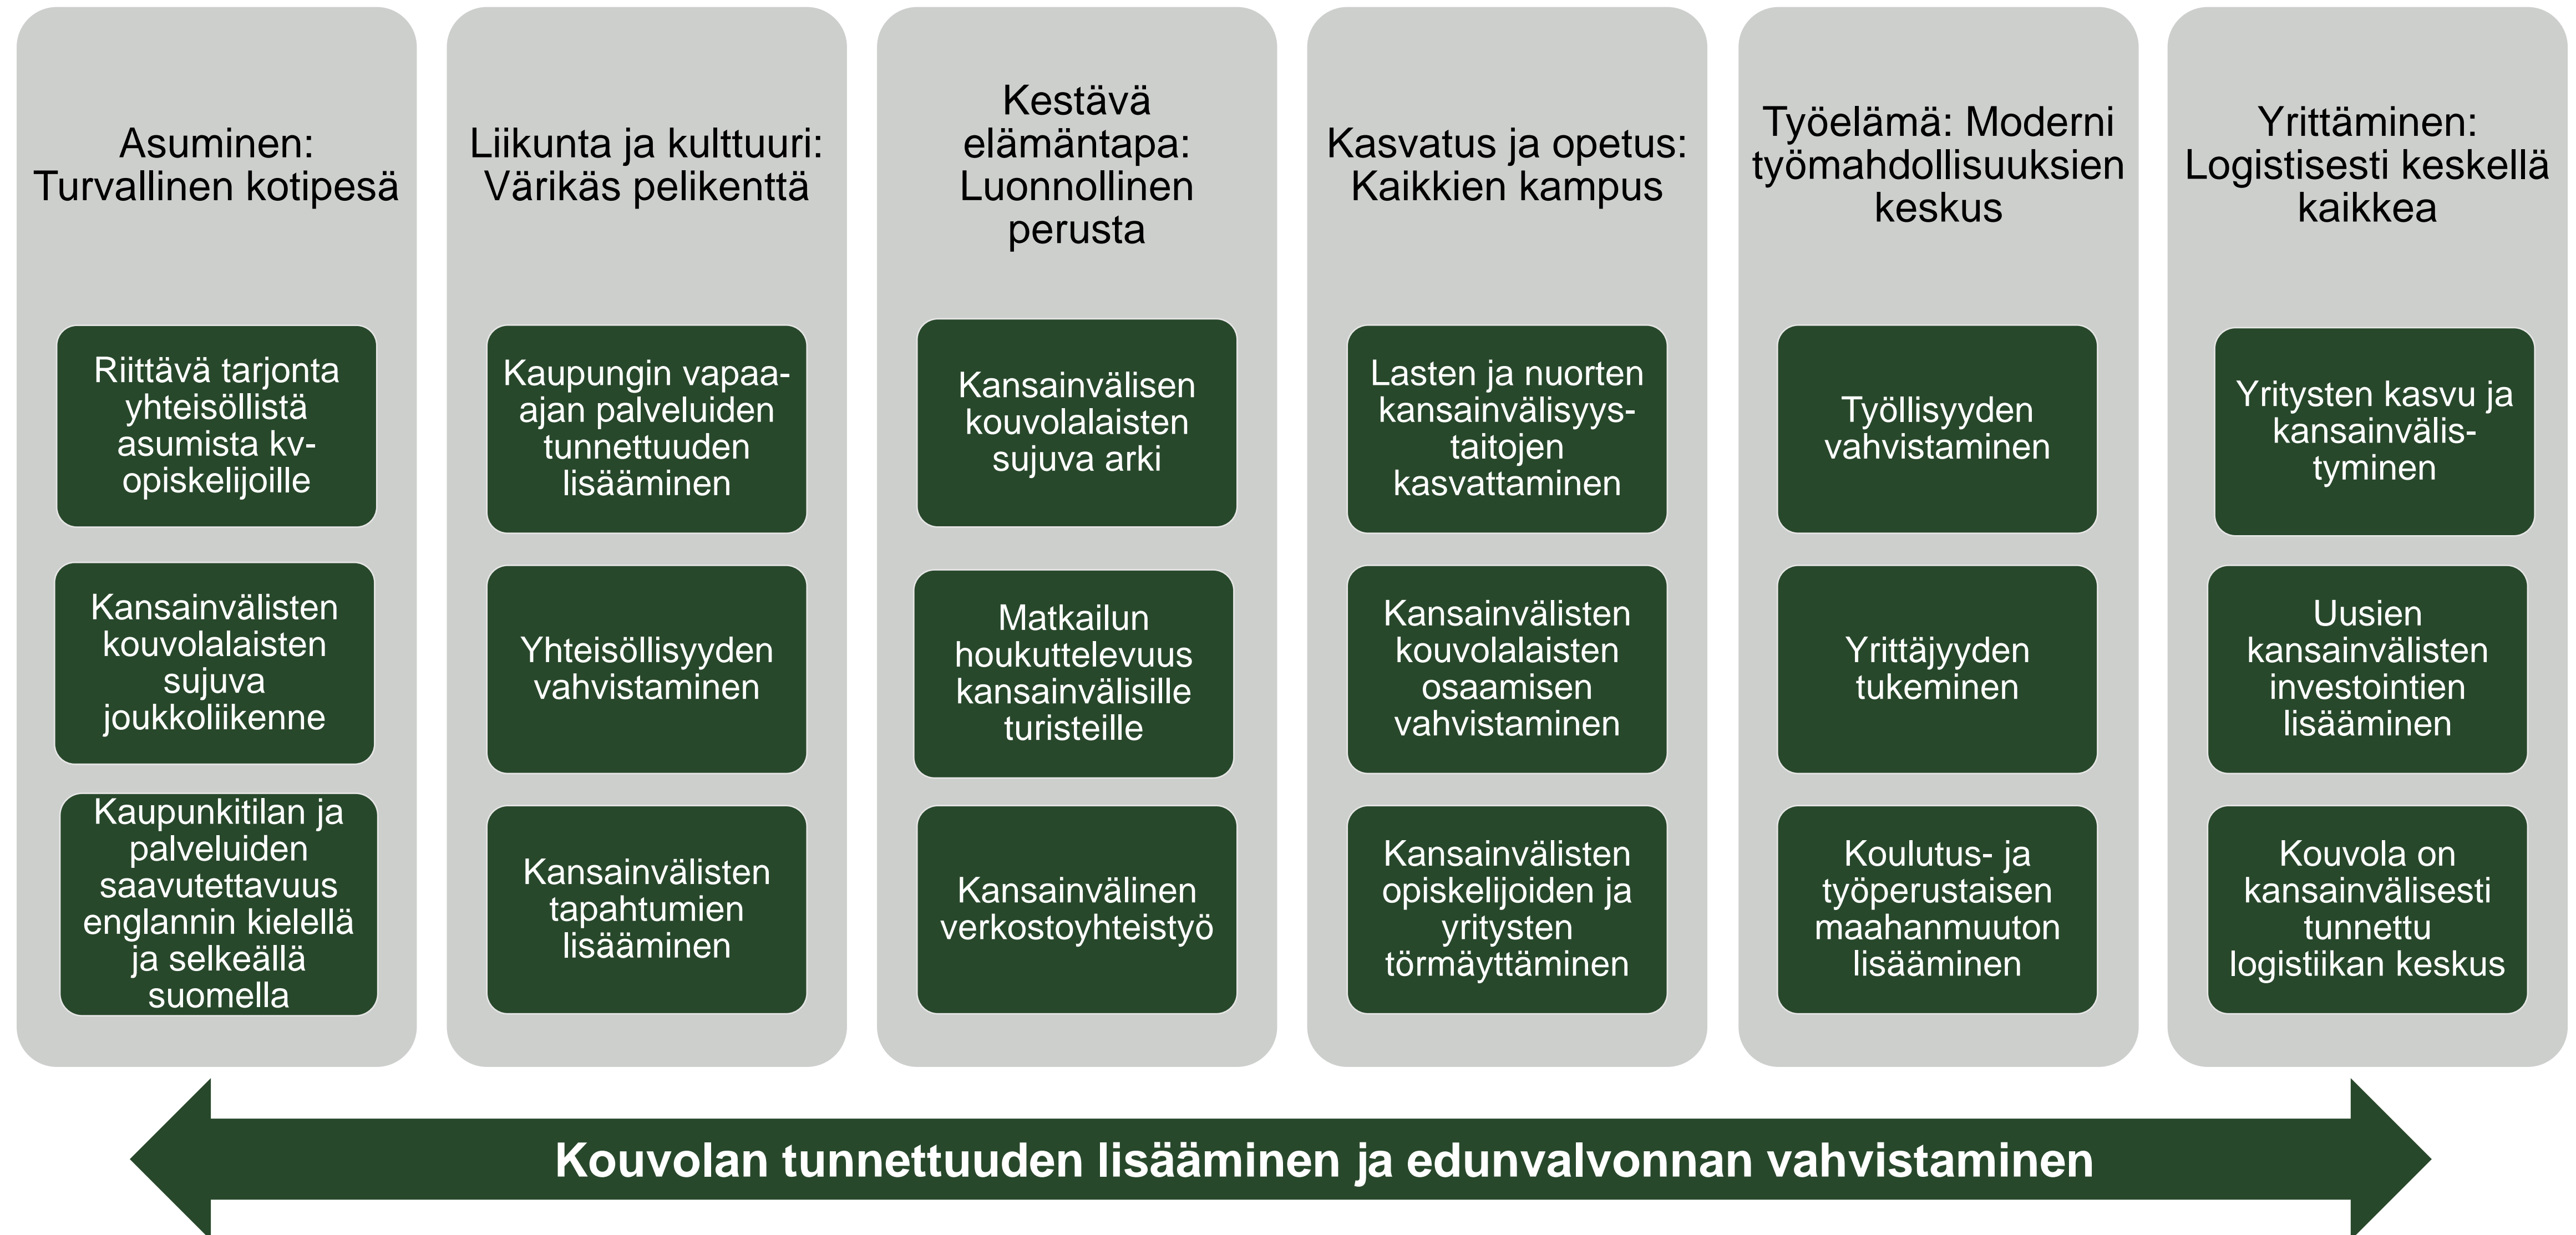 Asuminen:
Turvallinen kotipesä
Riittävä tarjonta
yhteisöllistä
asumista kv-
opiskelijoille
Kansainvälisten
kouvolalaisten
sujuva
joukkoliikenne
Kaupunkitilan ja
palveluiden
saavutettavuus
englannin kielellä
ja selkeällä
suomella
Liikunta ja kulttuuri:
Värikäs pelikenttä
Kaupungin vapaa-
ajan palveluiden
tunnettuuden
lisääminen
Yhteisöllisyyden
vahvistaminen
Kansainvälisten
tapahtumien
lisääminen
Kestävä
elämäntapa:
Luonnollinen
perusta
Kansainvälisen
kouvolalaisten
sujuva arki
Matkailun
houkuttelevuus
kansainvälisille
turisteille
Kansainvälinen
verkostoyhteistyö
Kasvatus ja opetus:
Kaikkien kampus
Lasten ja nuorten
kansainvälisyys-
taitojen
kasvattaminen
Kansainvälisten
kouvolalaisten
osaamisen
vahvistaminen
Kansainvälisten
opiskelijoiden ja
yritysten
törmäyttäminen
Työelämä: Moderni
työmahdollisuuksien
keskus
Työllisyyden
vahvistaminen
Yrittäjyyden
tukeminen
Koulutus- ja
työperustaisen
maahanmuuton
lisääminen
Yrittäminen:
Logistisesti keskellä
kaikkea
Yritysten kasvu ja
kansainvälis-
tyminen
Uusien
kansainvälisten
investointien
lisääminen
Kouvola on
kansainvälisesti
tunnettu
logistiikan keskus
Kouvolan tunnettuuden lisääminen ja edunvalvonnan vahvistaminen